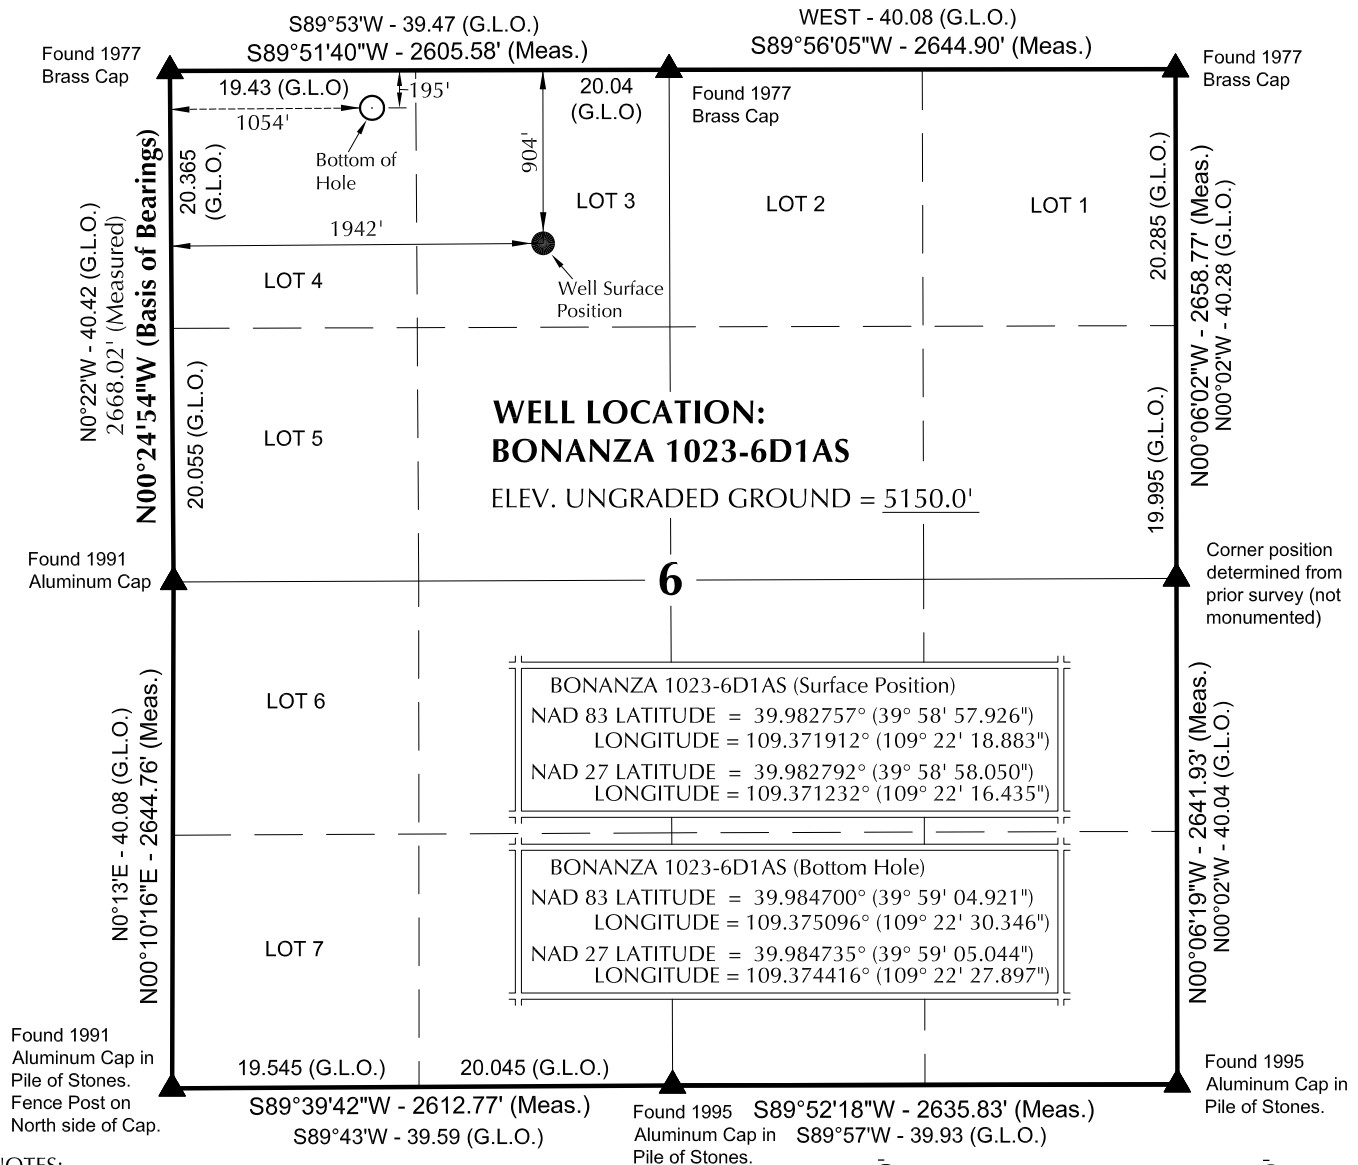 S89°53'W - 39.47 (G.L.O.)
S89°51'40"W - 2605.58' (Meas.)
WEST - 40.08 (G.L.O.)
S89°56'05"W - 2644.90' (Meas.)
Found 1977
Brass Cap
Found 1977
Brass Cap
Found 1977
Brass Cap
19.43 (G.L.O)
195'
1054'
20.04
(G.L.O)
Bottom of
Hole
904'
20.365
(G.L.O.)
LOT 3
LOT 2
LOT 1
1942'
LOT 4
Well Surface
Position
N0°22'W - 40.42 (G.L.O.)
2668.02' (Measured)
N00°24'54"W (Basis of Bearings)
20.055 (G.L.O.)
LOT 5
20.285 (G.L.O.)
19.995 (G.L.O.)
N00°06'02"W - 2658.77' (Meas.)
N00°02'W - 40.28 (G.L.O.)
WELL LOCATION:
BONANZA 1023-6D1AS
ELEV. UNGRADED GROUND = 5150.0'
Found 1991
Aluminum Cap
6
Corner position
determined from
prior survey (not
monumented)
LOT 6
BONANZA 1023-6D1AS (Surface Position)
NAD 83 LATITUDE = 39.982757° (39° 58' 57.926")
LONGITUDE = 109.371912° (109° 22' 18.883")
NAD 27 LATITUDE = 39.982792° (39° 58' 58.050")
LONGITUDE = 109.371232° (109° 22' 16.435")
N0°13'E - 40.08 (G.L.O.)
N00°10'16"E - 2644.76' (Meas.)
N00°06'19"W - 2641.93' (Meas.)
N00°02'W - 40.04 (G.L.O.)
BONANZA 1023-6D1AS (Bottom Hole)
NAD 83 LATITUDE = 39.984700° (39° 59' 04.921")
LONGITUDE = 109.375096° (109° 22' 30.346")
NAD 27 LATITUDE = 39.984735° (39° 59' 05.044")
LONGITUDE = 109.374416° (109° 22' 27.897")
LOT 7
Found 1991
Aluminum Cap in
Pile of Stones.
Fence Post on
North side of Cap.
19.545 (G.L.O.)
20.045 (G.L.O.)
S89°39'42"W - 2612.77' (Meas.)
S89°43'W - 39.59 (G.L.O.)
Found 1995
Aluminum Cap in
Pile of Stones.
S89°52'18"W - 2635.83' (Meas.)
S89°57'W - 39.93 (G.L.O.)
Found 1995
Aluminum Cap in
Pile of Stones.